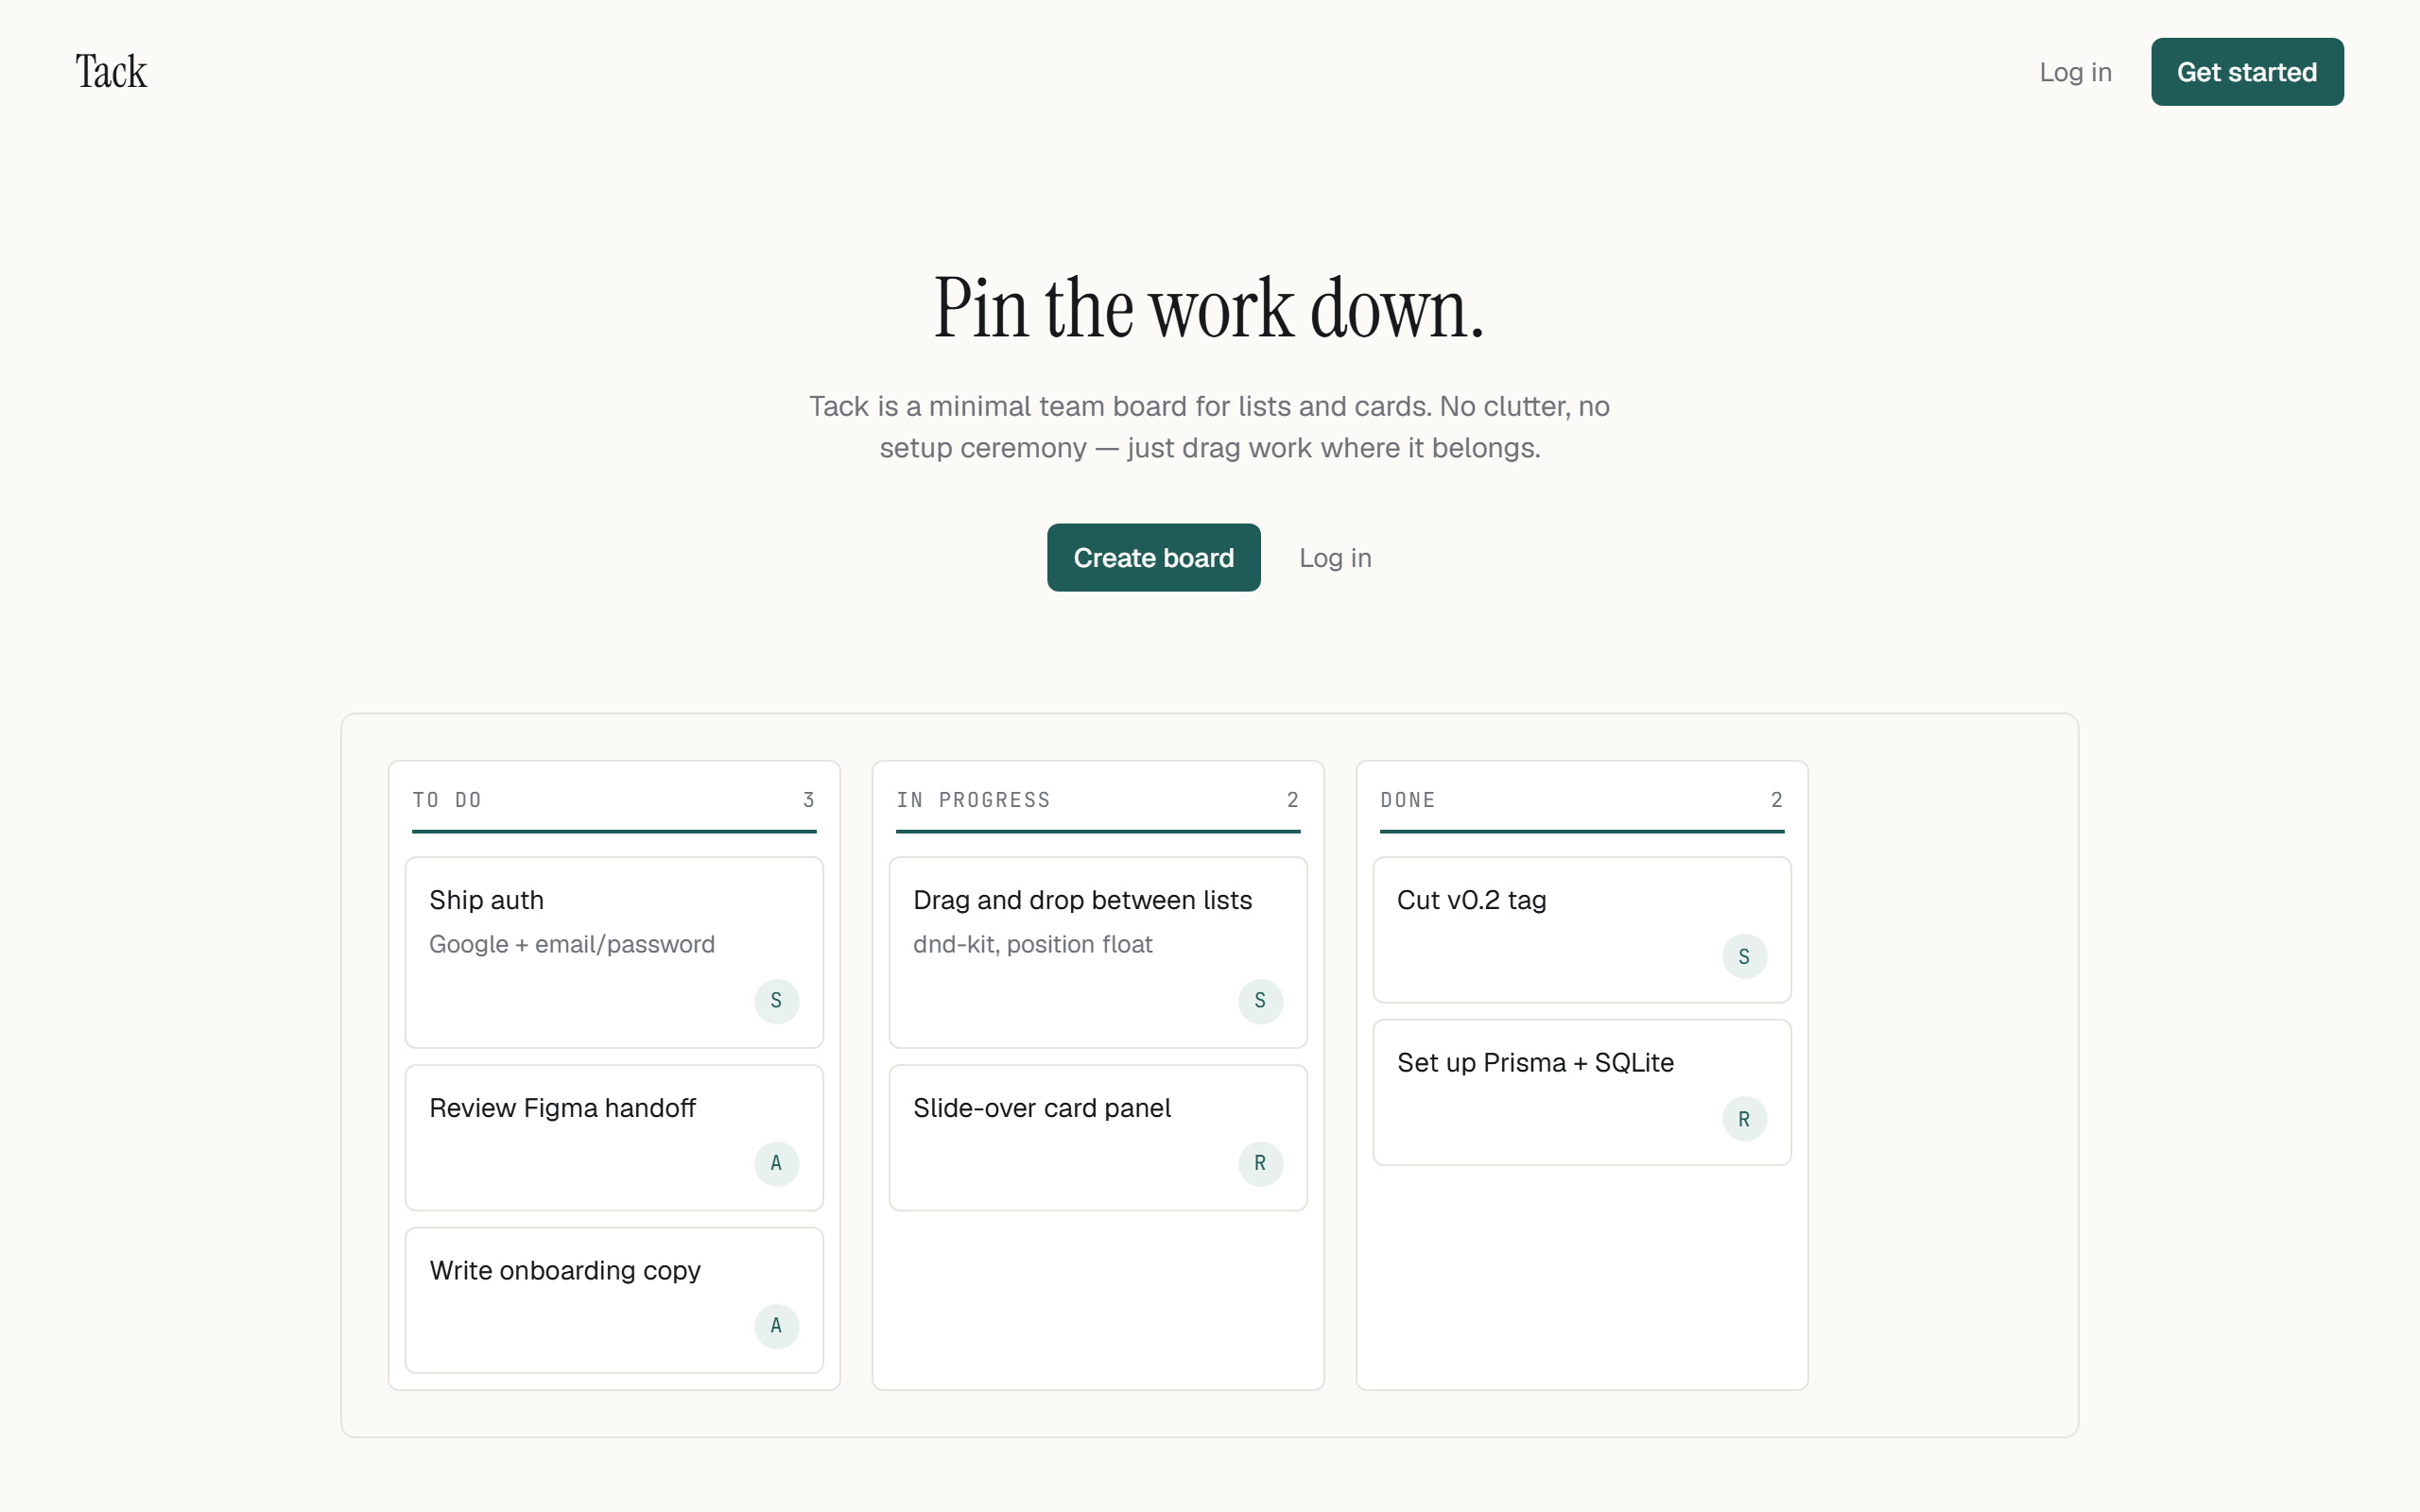 Tack
Log in
Get started
Pin the work down.
Tack is a minimal team board for lists and cards. No clutter, no
setup ceremony — just drag work where it belongs.
Create board
Log in
TO DO 3
Ship auth
Google + email/password
S
Review Figma handoff
A
Write onboarding copy
A
IN PROGRESS 2
Drag and drop between lists
dnd-kit, position float
S
Slide-over card panel
R
DONE 2
Cut v0.2 tag
S
Set up Prisma + SQLite
R